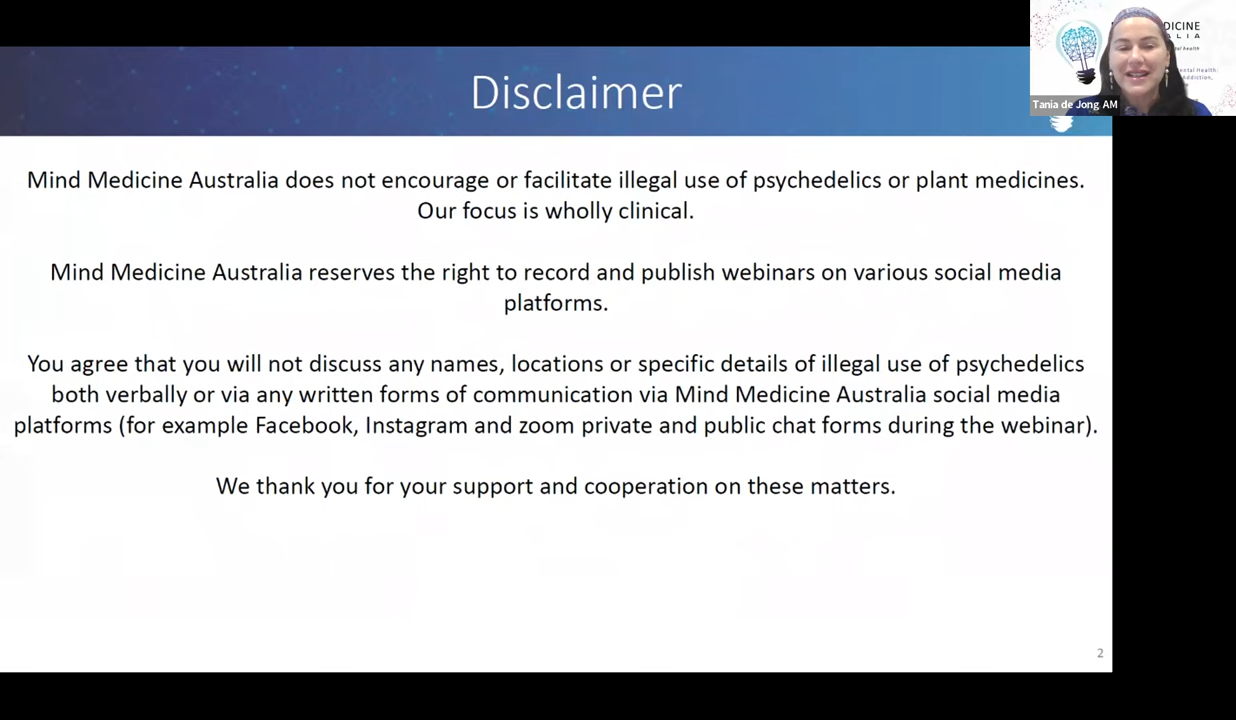 Disclaimer
DICINE
LIA
Tania de Jong AM
Mind Medicine Australia does not encourage or facilitate illegal use of psychedelics or plant medicines.
Our focus is wholly clinical.
Mind Medicine Australia reserves the right to record and publish webinars on various social media
platforms.
You agree that you will not discuss any names, locations or specific details of illegal use of psychedelics
both verbally or via any written forms of communication via Mind Medicine Australia social media
platforms (for example Facebook, Instagram and zoom private and public chat forms during the webinar).
We thank you for your support and cooperation on these matters.
2